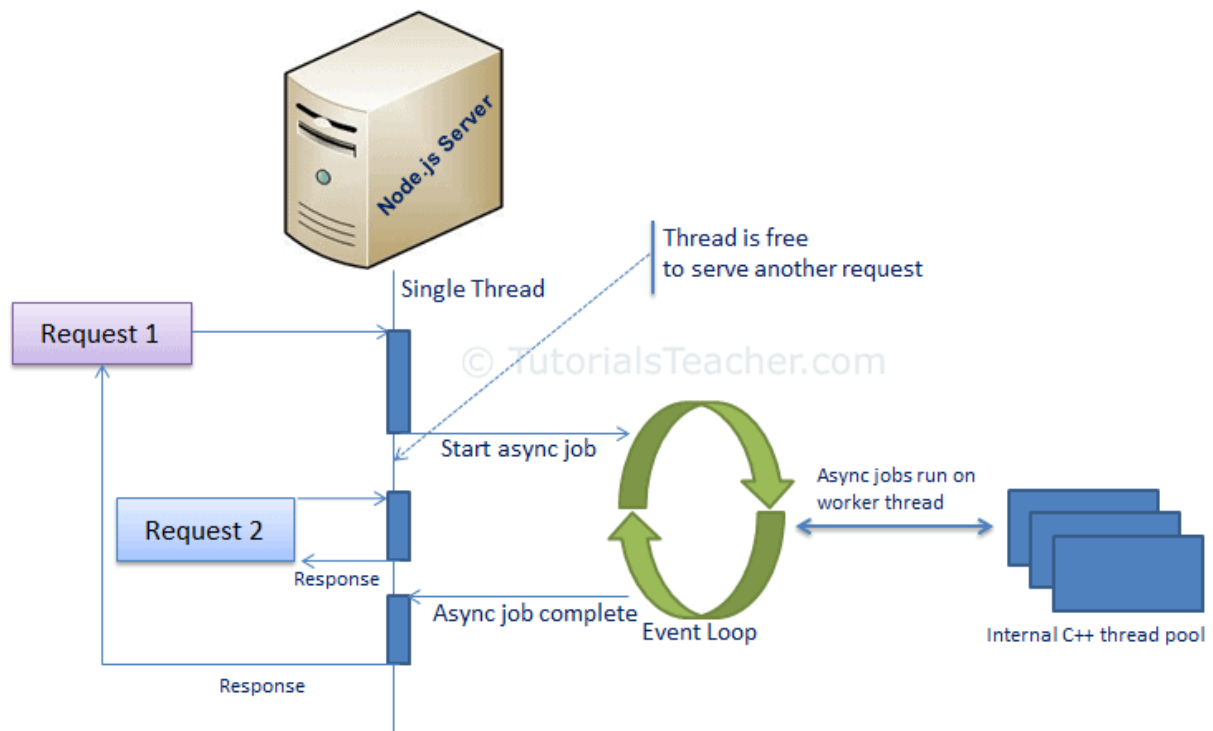 Node.js Server
Thread is free
to serve another request
Single Thread
Request 1
© TutorialsTeacher.com
Start async job
Async jobs run on
worker thread
Request 2
Response
Async job complete
Event Loop
Internal C++ thread pool
Response